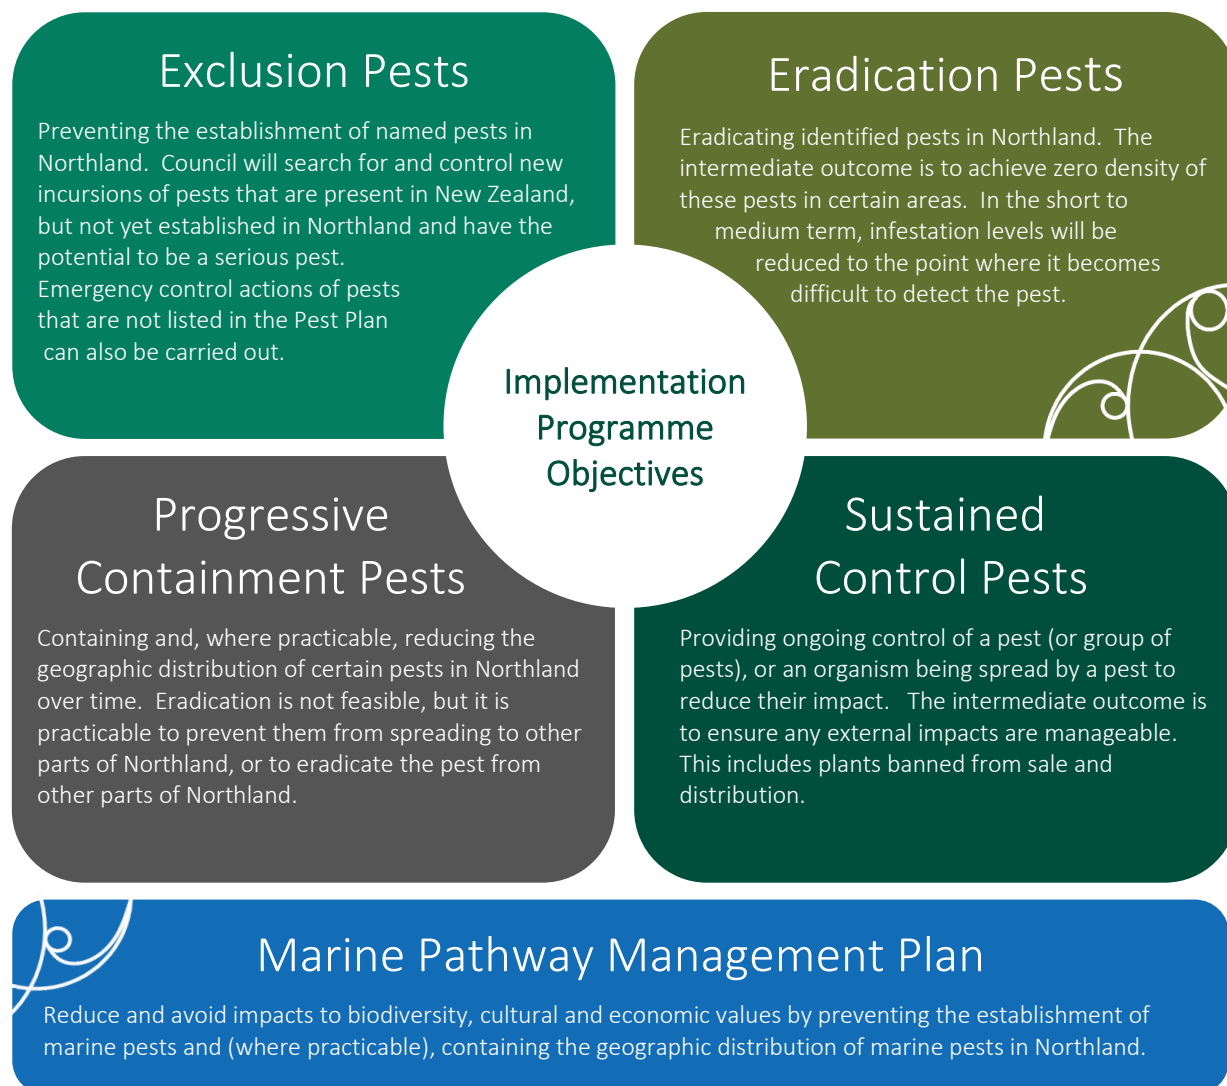 Exclusion Pests
Preventing the establishment of named pests in
Northland.  Council will search for and control new
incursions of pests that are present in New Zealand,
but not yet established in Northland and have the
potential to be a serious pest.
Emergency control actions of pests
that are not listed in the Pest Plan
can also be carried out.
Eradication Pests
Eradicating identified pests in Northland.  The
intermediate outcome is to achieve zero density of
these pests in certain areas.  In the short to
medium term, infestation levels will be
reduced to the point where it becomes
difficult to detect the pest.
Implementation
Programme
Objectives
Progressive
Containment Pests
Containing and, where practicable, reducing the
geographic distribution of certain pests in Northland
over time.  Eradication is not feasible, but it is
practicable to prevent them from spreading to other
parts of Northland, or to eradicate the pest from
other parts of Northland.
Sustained
Control Pests
Providing ongoing control of a pest (or group of
pests), or an organism being spread by a pest to
reduce their impact.   The intermediate outcome is
to ensure any external impacts are manageable.
This includes plants banned from sale and
distribution.
Marine Pathway Management Plan
Reduce and avoid impacts to biodiversity, cultural and economic values by preventing the establishment of
marine pests and (where practicable), containing the geographic distribution of marine pests in Northland.